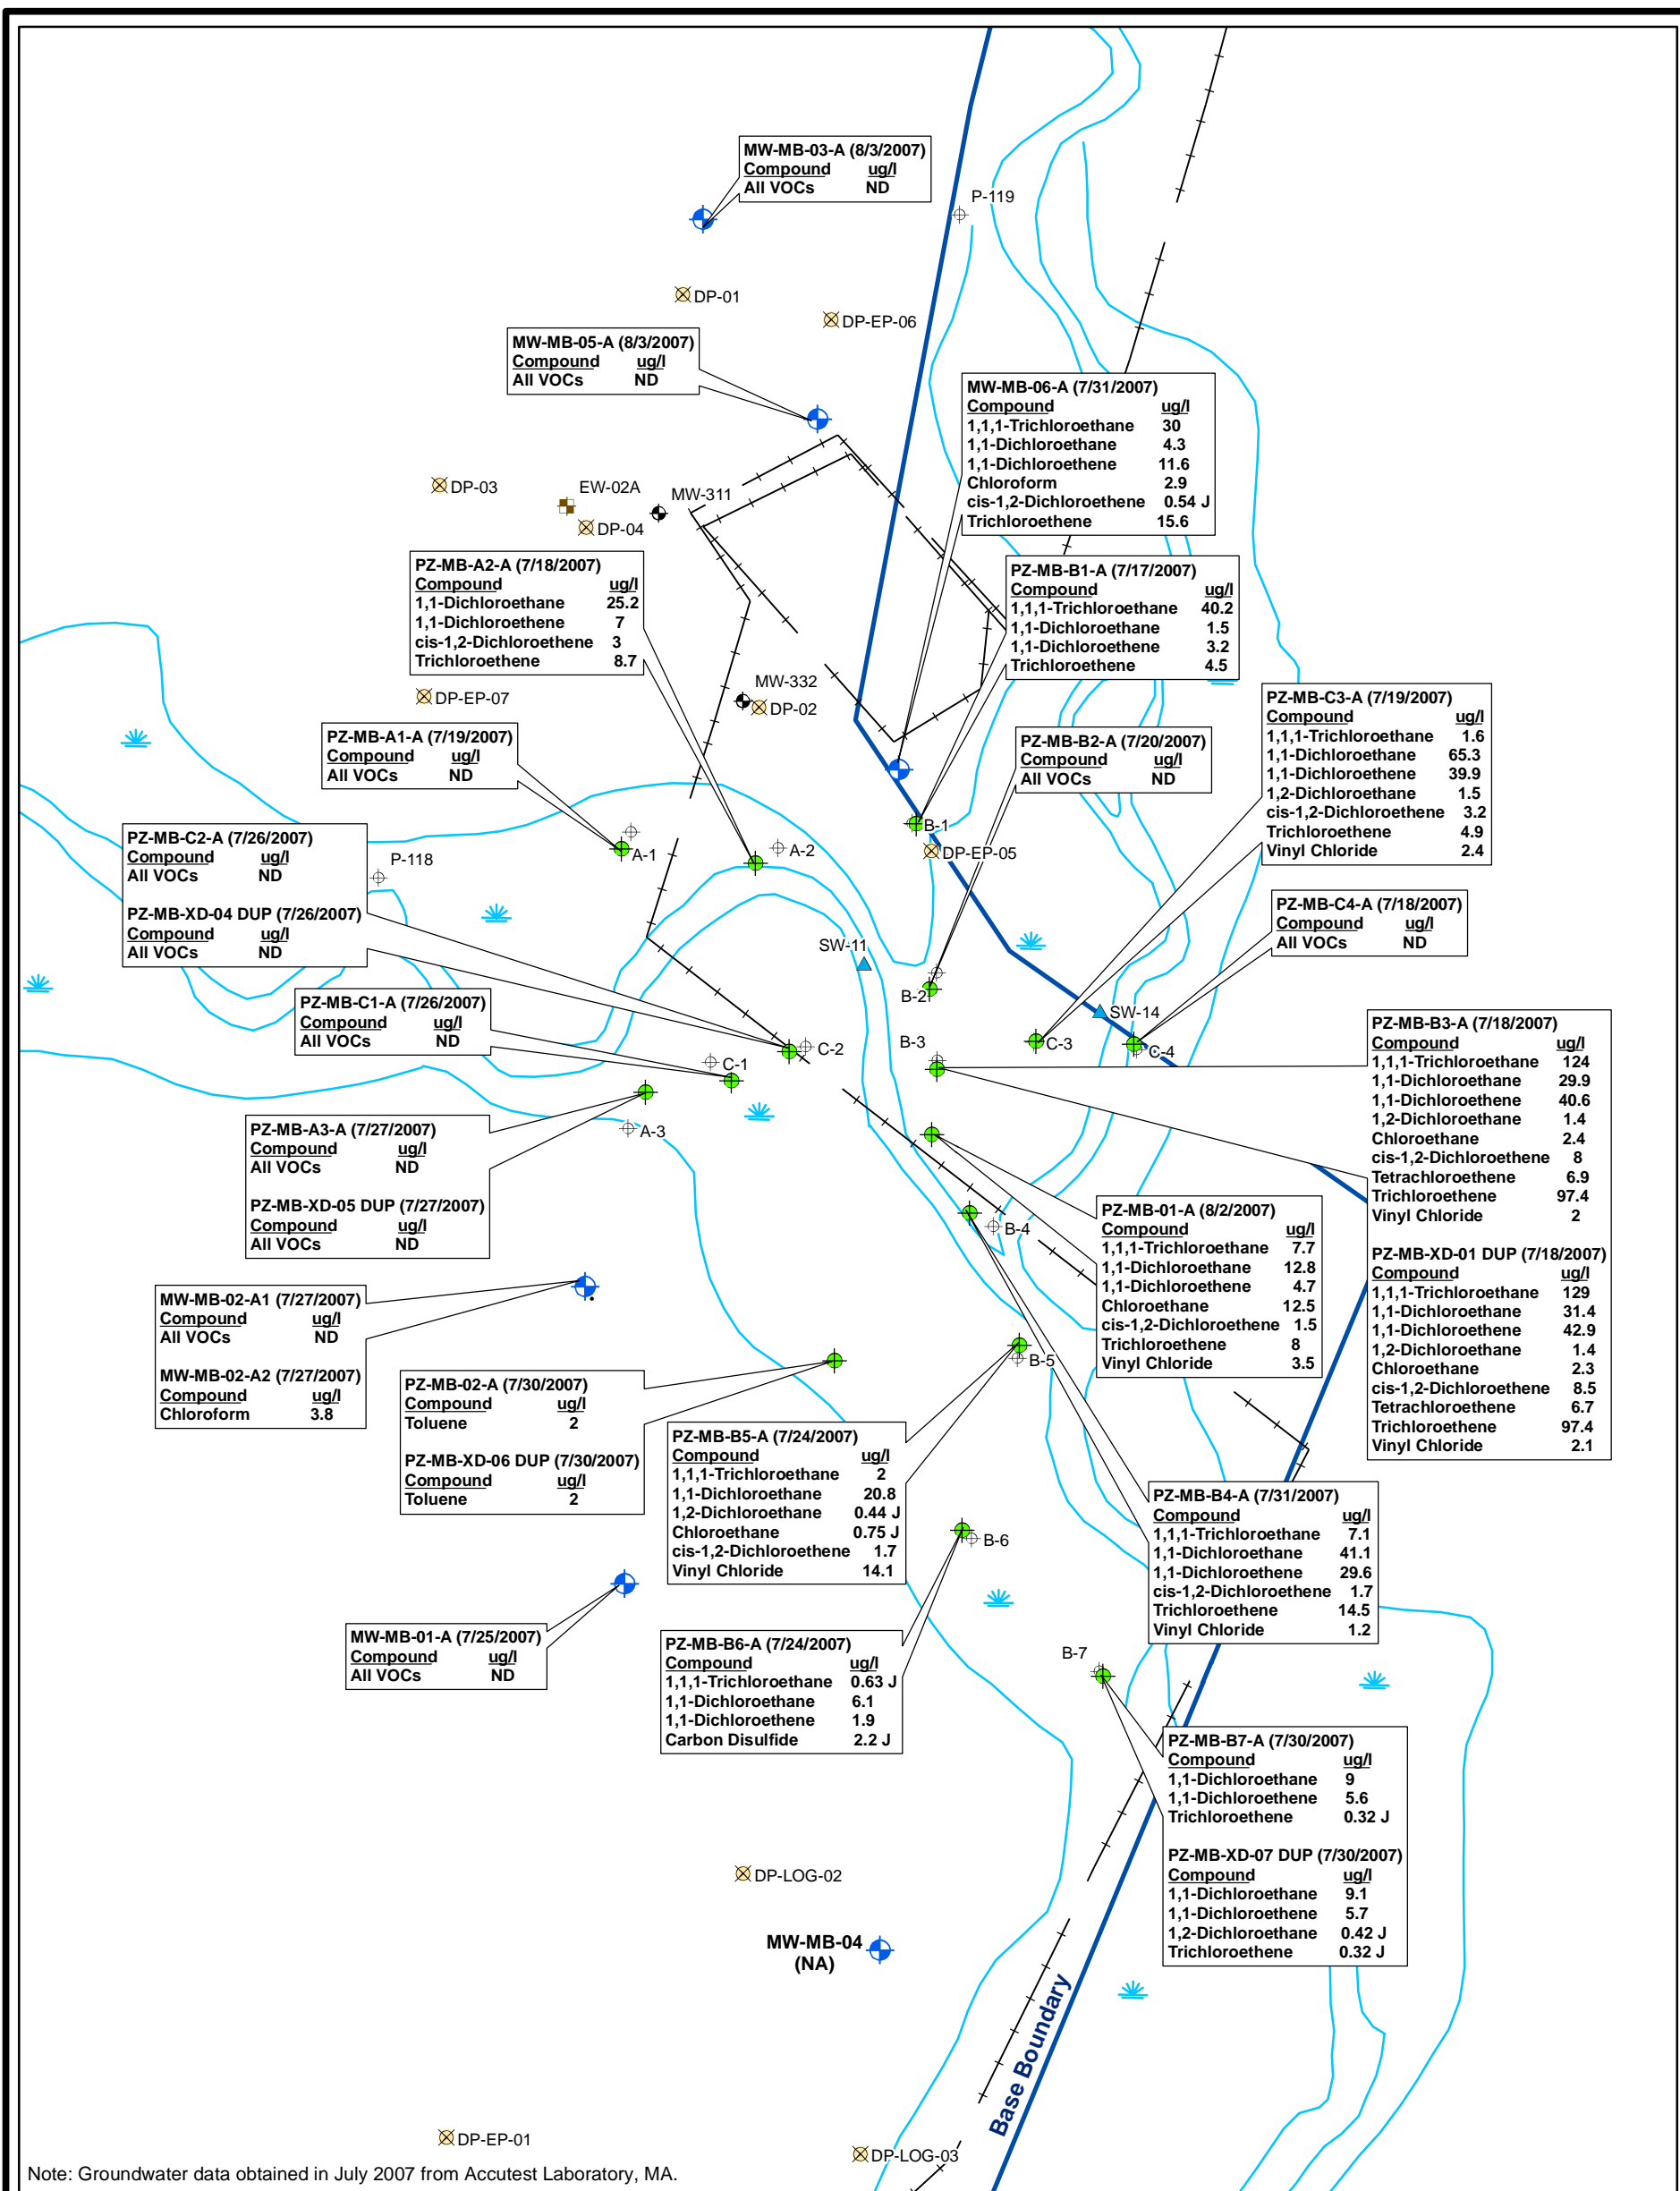 MW-MB-03-A (8/3/2007)
Compound ug/l
All VOCs ND
P-119
DP-01
DP-EP-06
MW-MB-05-A (8/3/2007)
Compound ug/l
All VOCs ND
MW-MB-06-A (7/31/2007)
Compound ug/l
1,1,1-Trichloroethane 30
1,1-Dichloroethane 4.3
1,1-Dichloroethene 11.6
Chloroform 2.9
cis-1,2-Dichloroethene 0.54 J
Trichloroethene 15.6
DP-03
EW-02A
MW-311
DP-04
PZ-MB-A2-A (7/18/2007)
Compound ug/l
1,1-Dichloroethane 25.2
1,1-Dichloroethene 7
cis-1,2-Dichloroethene 3
Trichloroethene 8.7
PZ-MB-B1-A (7/17/2007)
Compound ug/l
1,1,1-Trichloroethane 40.2
1,1-Dichloroethane 1.5
1,1-Dichloroethene 3.2
Trichloroethene 4.5
DP-EP-07
MW-332
DP-02
PZ-MB-C3-A (7/19/2007)
Compound ug/l
1,1,1-Trichloroethane 1.6
1,1-Dichloroethane 65.3
1,1-Dichloroethene 39.9
1,2-Dichloroethane 1.5
cis-1,2-Dichloroethene 3.2
Trichloroethene 4.9
Vinyl Chloride 2.4
PZ-MB-A1-A (7/19/2007)
Compound ug/l
All VOCs ND
PZ-MB-B2-A (7/20/2007)
Compound ug/l
All VOCs ND
PZ-MB-C2-A (7/26/2007)
Compound ug/l
All VOCs ND
PZ-MB-XD-04 DUP (7/26/2007)
Compound ug/l
All VOCs ND
P-118
A-1
A-2
B-1
DP-EP-05
PZ-MB-C4-A (7/18/2007)
Compound ug/l
All VOCs ND
SW-11
B-2
SW-14
PZ-MB-C1-A (7/26/2007)
Compound ug/l
All VOCs ND
C-2
C-1
B-3
C-3
C-4
PZ-MB-B3-A (7/18/2007)
Compound ug/l
1,1,1-Trichloroethane 124
1,1-Dichloroethane 29.9
1,1-Dichloroethene 40.6
1,2-Dichloroethane 1.4
Chloroethane 2.4
cis-1,2-Dichloroethene 8
Tetrachloroethene 6.9
Trichloroethene 97.4
Vinyl Chloride 2
PZ-MB-XD-01 DUP (7/18/2007)
Compound ug/l
1,1,1-Trichloroethane 129
1,1-Dichloroethane 31.4
1,1-Dichloroethene 42.9
1,2-Dichloroethane 1.4
Chloroethane 2.3
cis-1,2-Dichloroethene 8.5
Tetrachloroethene 6.7
Trichloroethene 97.4
Vinyl Chloride 2.1
PZ-MB-A3-A (7/27/2007)
Compound ug/l
All VOCs ND
PZ-MB-XD-05 DUP (7/27/2007)
Compound ug/l
All VOCs ND
A-3
PZ-MB-01-A (8/2/2007)
Compound ug/l
1,1,1-Trichloroethane 7.7
1,1-Dichloroethane 12.8
1,1-Dichloroethene 4.7
Chloroethane 12.5
cis-1,2-Dichloroethene 1.5
Trichloroethene 8
Vinyl Chloride 3.5
B-4
B-5
MW-MB-02-A1 (7/27/2007)
Compound ug/l
All VOCs ND
MW-MB-02-A2 (7/27/2007)
Compound ug/l
Chloroform 3.8
PZ-MB-02-A (7/30/2007)
Compound ug/l
Toluene 2
PZ-MB-XD-06 DUP (7/30/2007)
Compound ug/l
Toluene 2
PZ-MB-B5-A (7/24/2007)
Compound ug/l
1,1,1-Trichloroethane 2
1,1-Dichloroethane 20.8
1,2-Dichloroethane 0.44 J
Chloroethane 0.75 J
cis-1,2-Dichloroethene 1.7
Vinyl Chloride 14.1
PZ-MB-B4-A (7/31/2007)
Compound ug/l
1,1,1-Trichloroethane 7.1
1,1-Dichloroethane 41.1
1,1-Dichloroethene 29.6
cis-1,2-Dichloroethene 1.7
Trichloroethene 14.5
Vinyl Chloride 1.2
B-6
MW-MB-01-A (7/25/2007)
Compound ug/l
All VOCs ND
PZ-MB-B6-A (7/24/2007)
Compound ug/l
1,1,1-Trichloroethane 0.63 J
1,1-Dichloroethane 6.1
1,1-Dichloroethene 1.9
Carbon Disulfide 2.2 J
B-7
PZ-MB-B7-A (7/30/2007)
Compound ug/l
1,1-Dichloroethane 9
1,1-Dichloroethene 5.6
Trichloroethene 0.32 J
PZ-MB-XD-07 DUP (7/30/2007)
Compound ug/l
1,1-Dichloroethane 9.1
1,1-Dichloroethene 5.7
1,2-Dichloroethane 0.42 J
Trichloroethene 0.32 J
DP-LOG-02
MW-MB-04
(NA)
Base Boundary
DP-EP-01
DP-LOG-03
Note: Groundwater data obtained in July 2007 from Accutest Laboratory, MA.